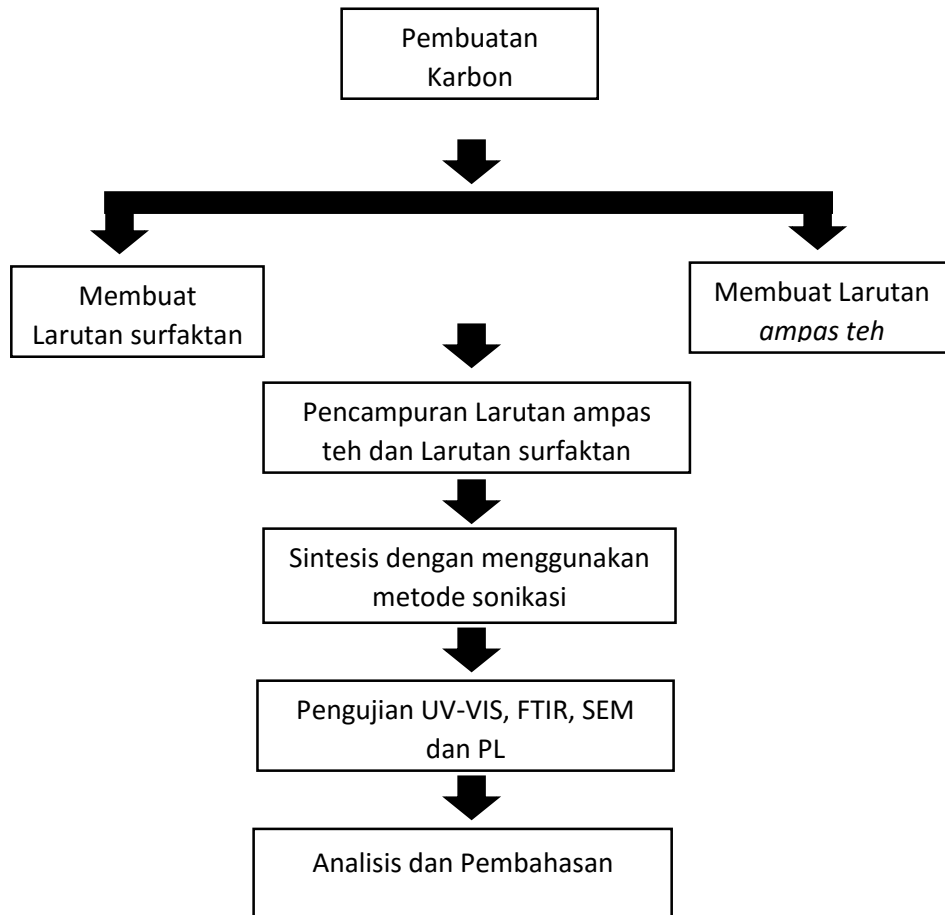 Pembuatan
Karbon
Membuat
Larutan surfaktan
Membuat Larutan
ampas teh
Pencampuran Larutan ampas
teh dan Larutan surfaktan
Sintesis dengan menggunakan
metode sonikasi
Pengujian UV-VIS, FTIR, SEM
dan PL
Analisis dan Pembahasan